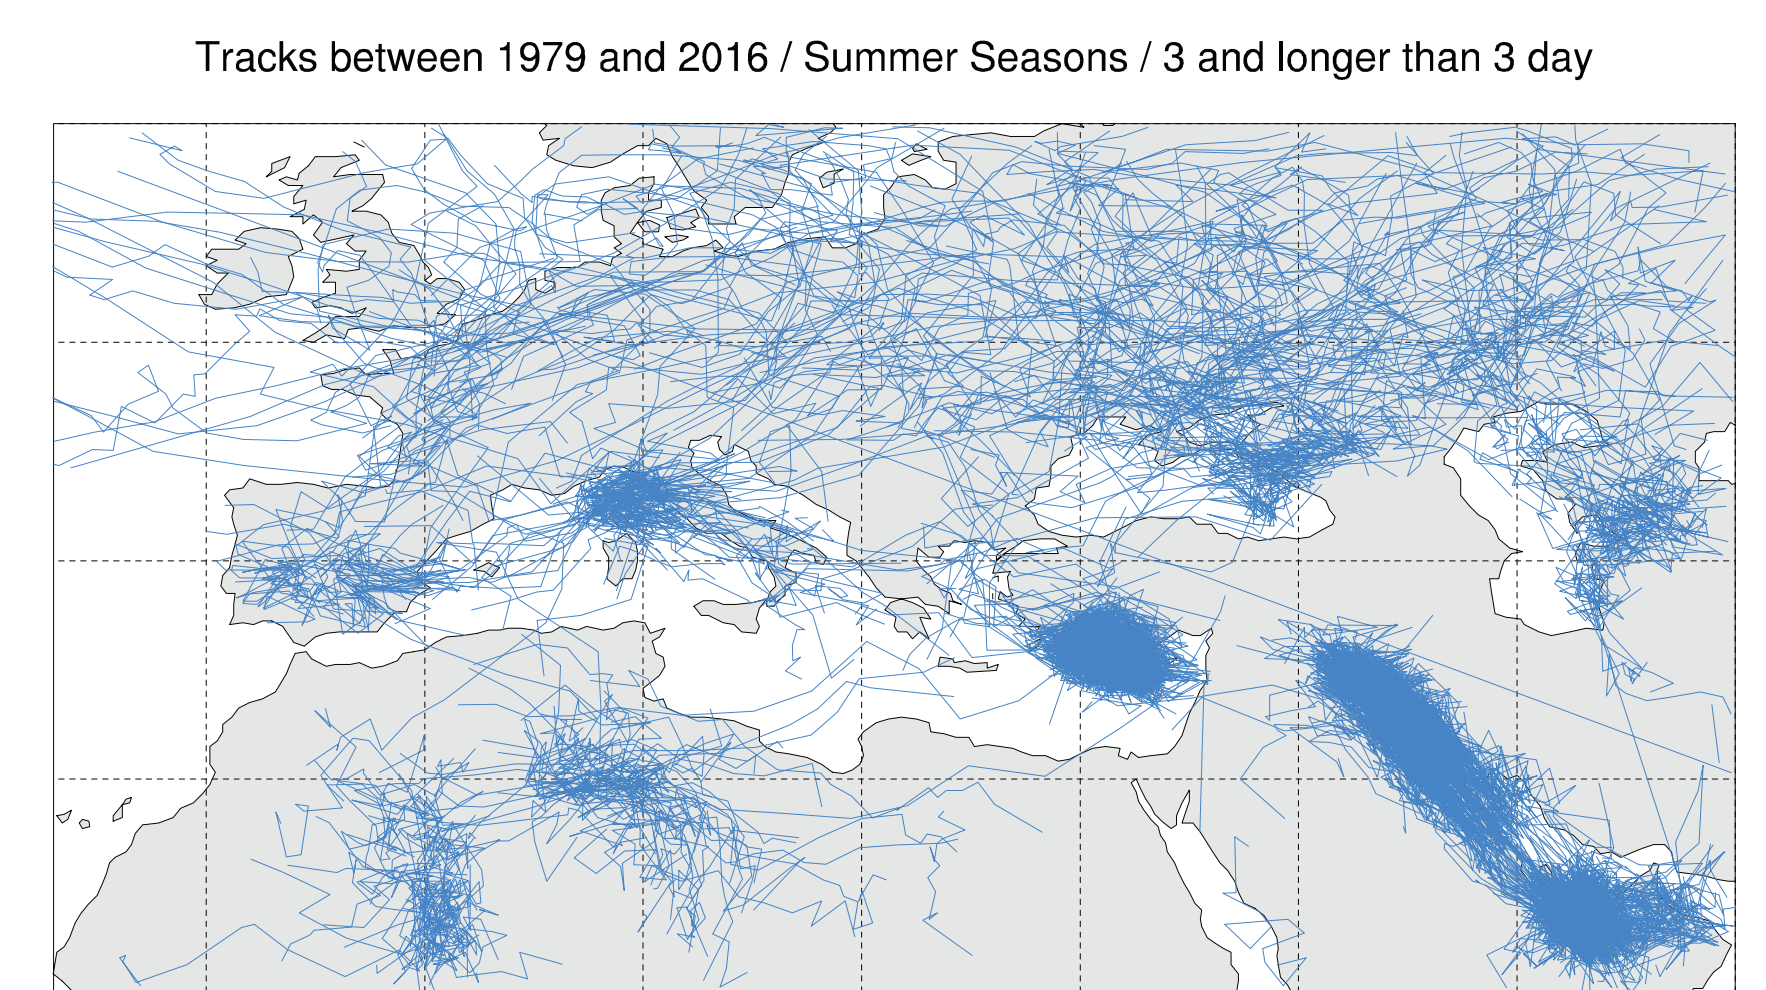 Tracks between 1979 and 2016 / Summer Seasons / 3 and longer than 3 day